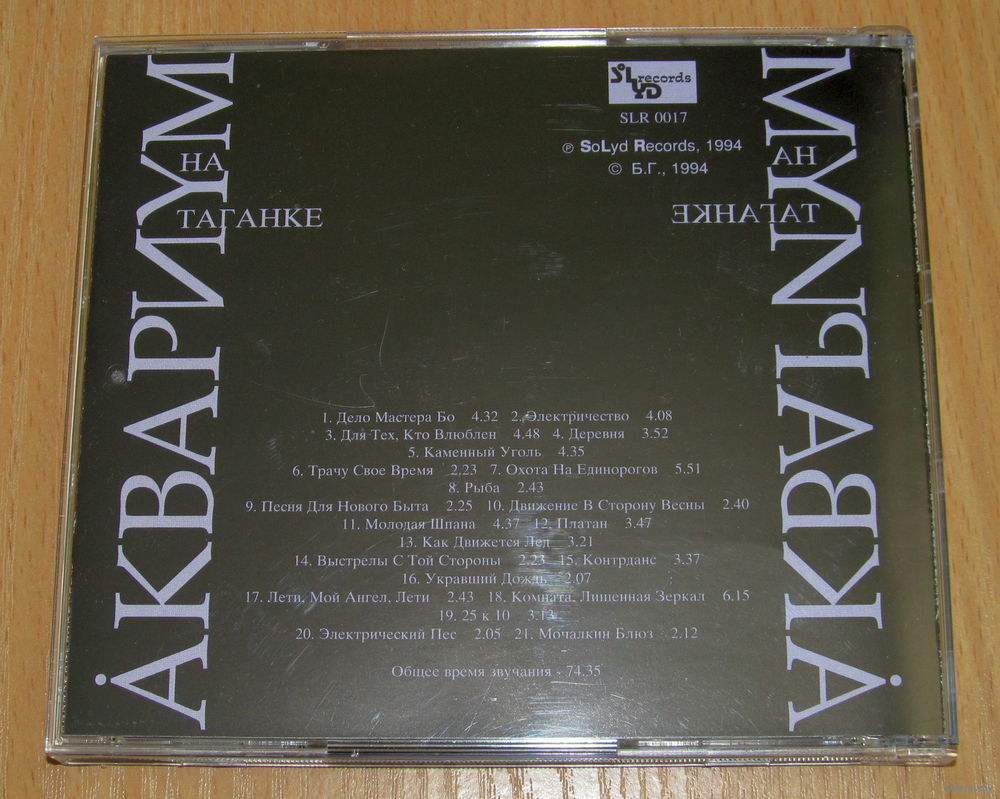 SoLYD records
SLR 0017
℗ SoLyd Records, 1994
© Б.Г., 1994
АКВАРИУМ
НА
ТАГАНКЕ
АКВАРИУМ
НА
ТАГАНКЕ
1. Дело Мастера Бо 4.32 2. Электричество 4.08
3. Для Тех, Кто Влюблен 4.48 4. Деревня 3.52
5. Каменный Уголь 4.35
6. Трачу Свое Время 2.23 7. Охота На Единорогов 5.51
8. Рыба 2.43
9. Песня Для Нового Быта 2.25 10. Движение В Сторону Весны 2.40
11. Молодая Шпана 4.37 12. Платан 3.47
13. Как Движется Лед 3.21
14. Выстрелы С Той Стороны 2.23 15. Контрданс 3.37
16. Укравший Дождь 2.07
17. Лети, Мой Ангел, Лети 2.43 18. Комната, Лишенная Зеркал 6.15
19. 25 к 10 3.13
20. Электрический Пес 2.05 21. Мочалкин Блюз 2.12
Общее время звучания - 74.35